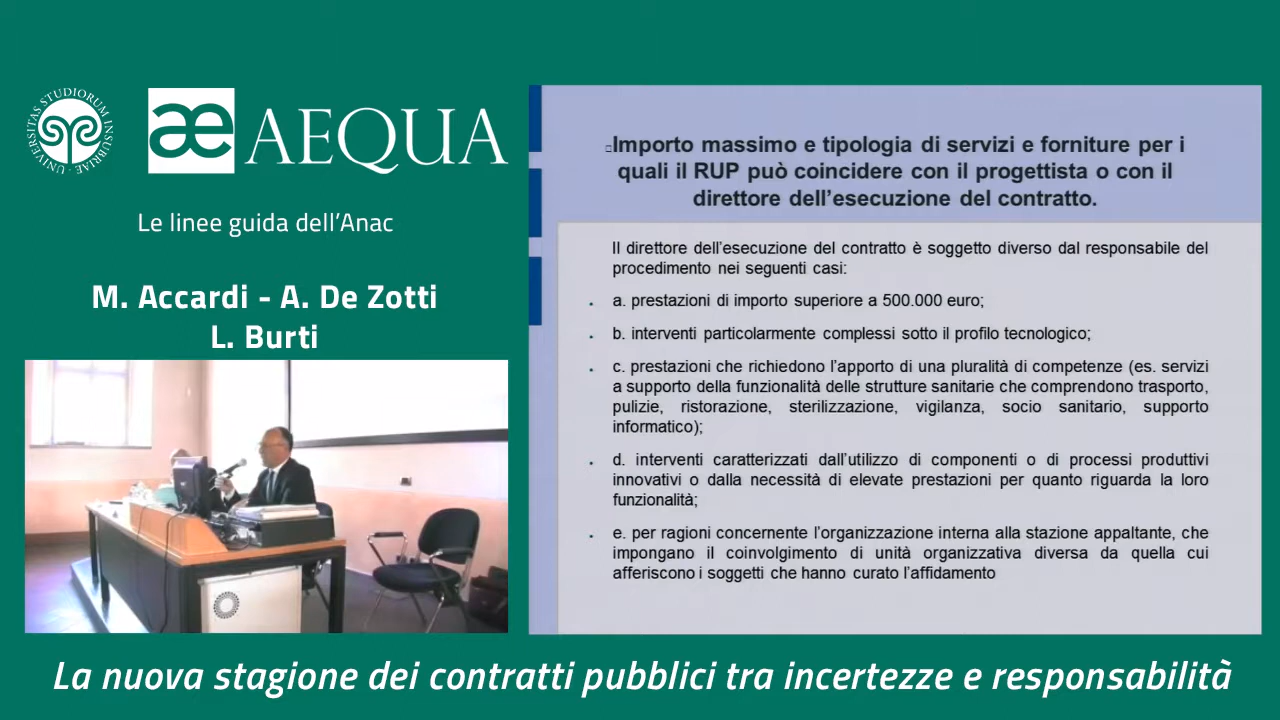 UNIVERSITAS STUDIORUM INSUBRIAE
æ AEQUA
Le linee guida dell'Anac
M. Accardi - A. De Zotti
L. Burti
Importo massimo e tipologia di servizi e forniture per i
quali il RUP può coincidere con il progettista o con il
direttore dell'esecuzione del contratto.
Il direttore dell'esecuzione del contratto è soggetto diverso dal responsabile del
procedimento nei seguenti casi:
a. prestazioni di importo superiore a 500.000 euro;
b. interventi particolarmente complessi sotto il profilo tecnologico;
c. prestazioni che richiedono l'apporto di una pluralità di competenze (es. servizi
a supporto della funzionalità delle strutture sanitarie che comprendono trasporto,
pulizie, ristorazione, sterilizzazione, vigilanza, socio sanitario, supporto
informatico);
d. interventi caratterizzati dall'utilizzo di componenti o di processi produttivi
innovativi o dalla necessità di elevate prestazioni per quanto riguarda la loro
funzionalità;
e. per ragioni concernente l'organizzazione interna alla stazione appaltante, che
impongano il coinvolgimento di unità organizzativa diversa da quella cui
afferiscono i soggetti che hanno curato l'affidamento
La nuova stagione dei contratti pubblici tra incertezze e responsabilità